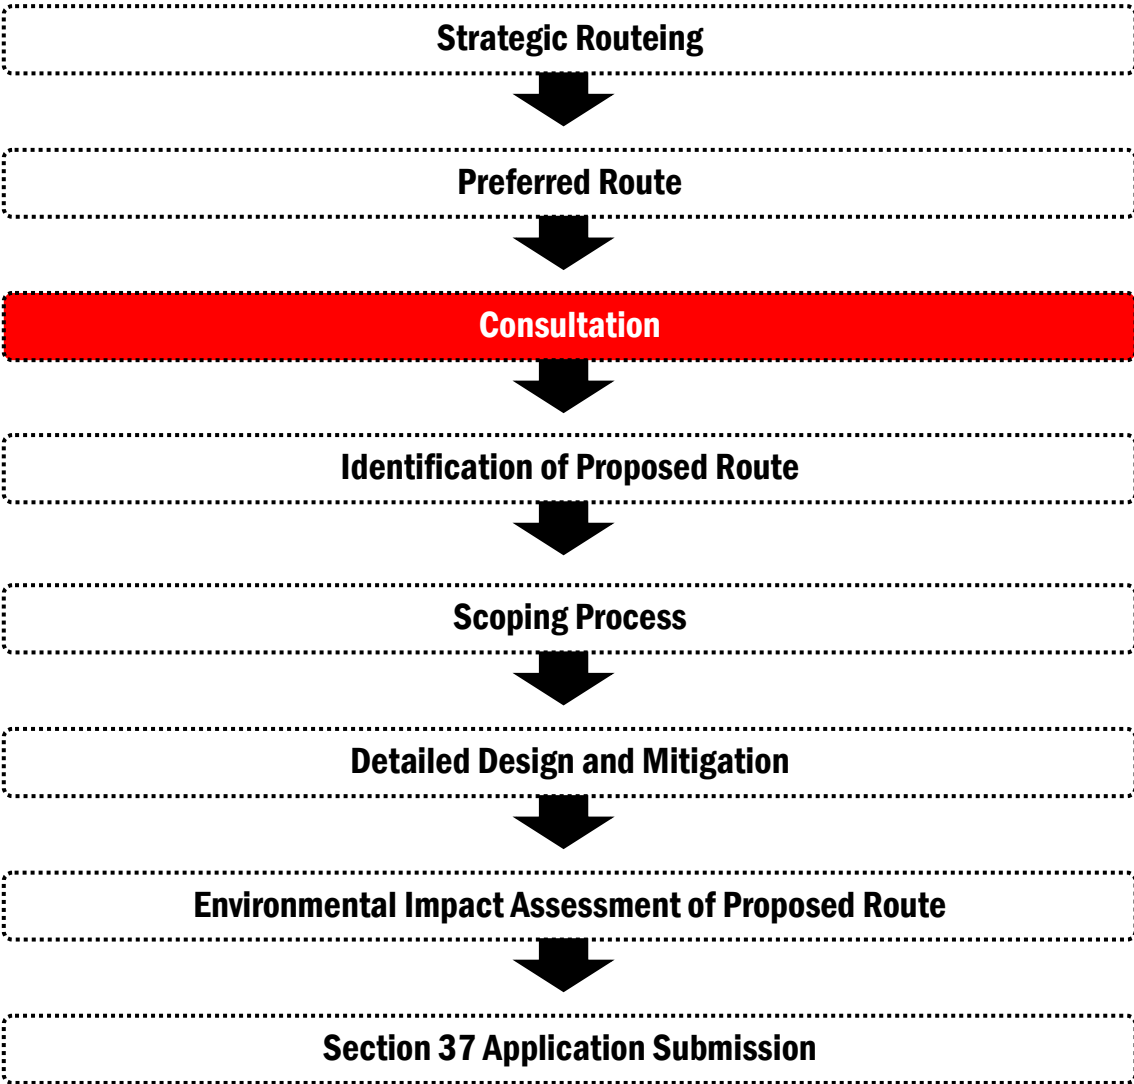 Strategic Routeing
Preferred Route
Consultation
Identification of Proposed Route
Scoping Process
Detailed Design and Mitigation
Environmental Impact Assessment of Proposed Route
Section 37 Application Submission